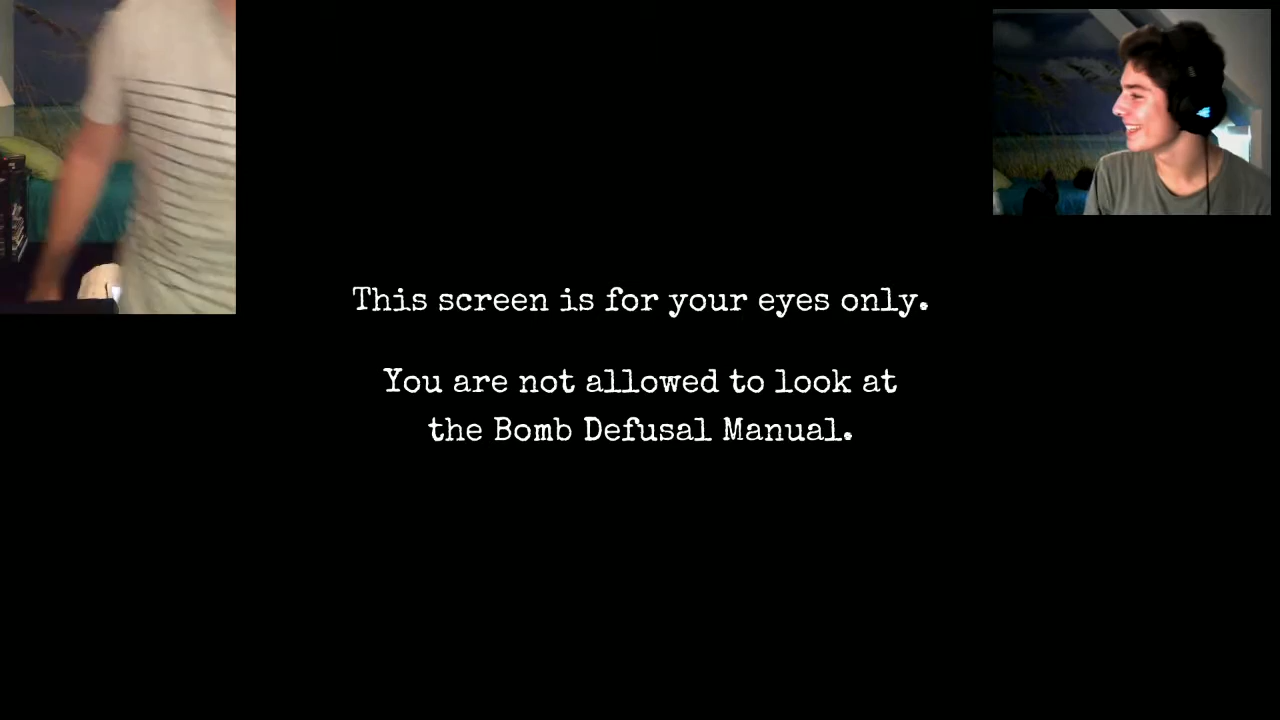 This screen is for your eyes only.
You are not allowed to look at
the Bomb Defusal Manual.